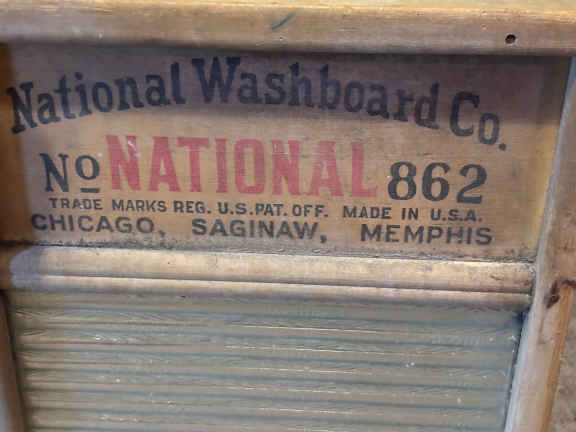 National Washboard Co.
No NATIONAL 862
TRADE MARKS REG. U.S. PAT. OFF. MADE IN U.S.A.
CHICAGO, SAGINAW, MEMPHIS